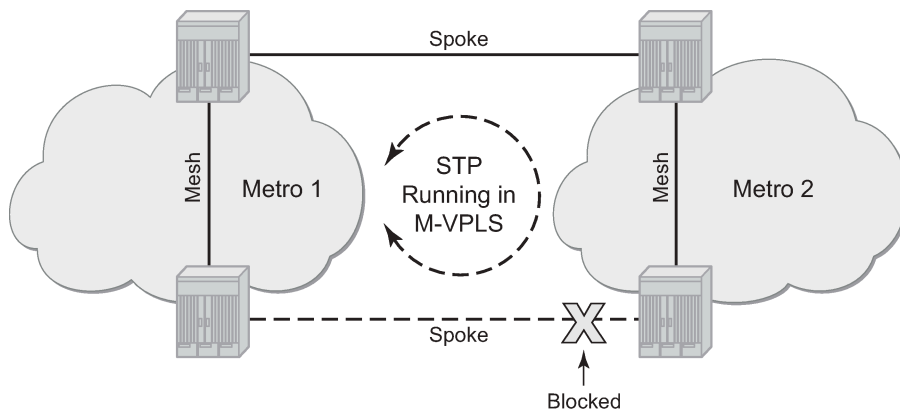 Spoke
Mesh
Metro 1
STP
Running in
M-VPLS
Mesh
Metro 2
Spoke
Blocked